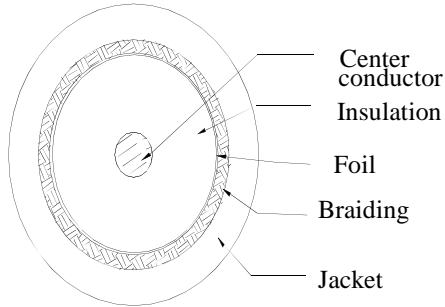 Center
conductor
Insulation
Foil
Braiding
Jacket